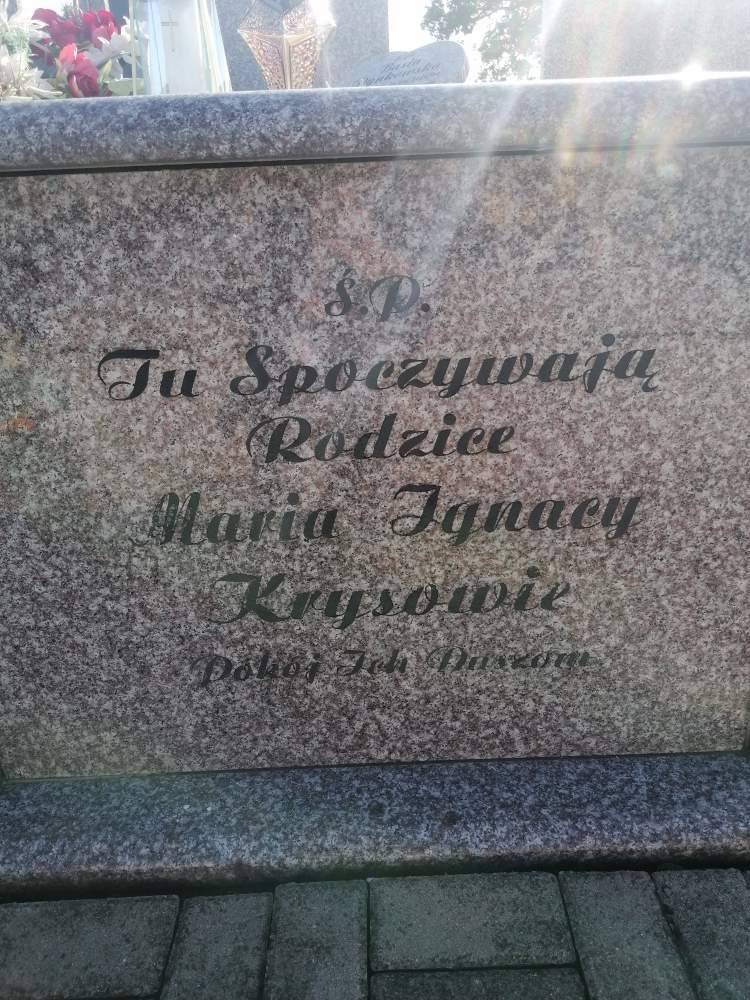 Ś.P.
Tu Spoczywają
Rodzice
Maria Ignacy
Krysowie
Pokój Ich Duszom